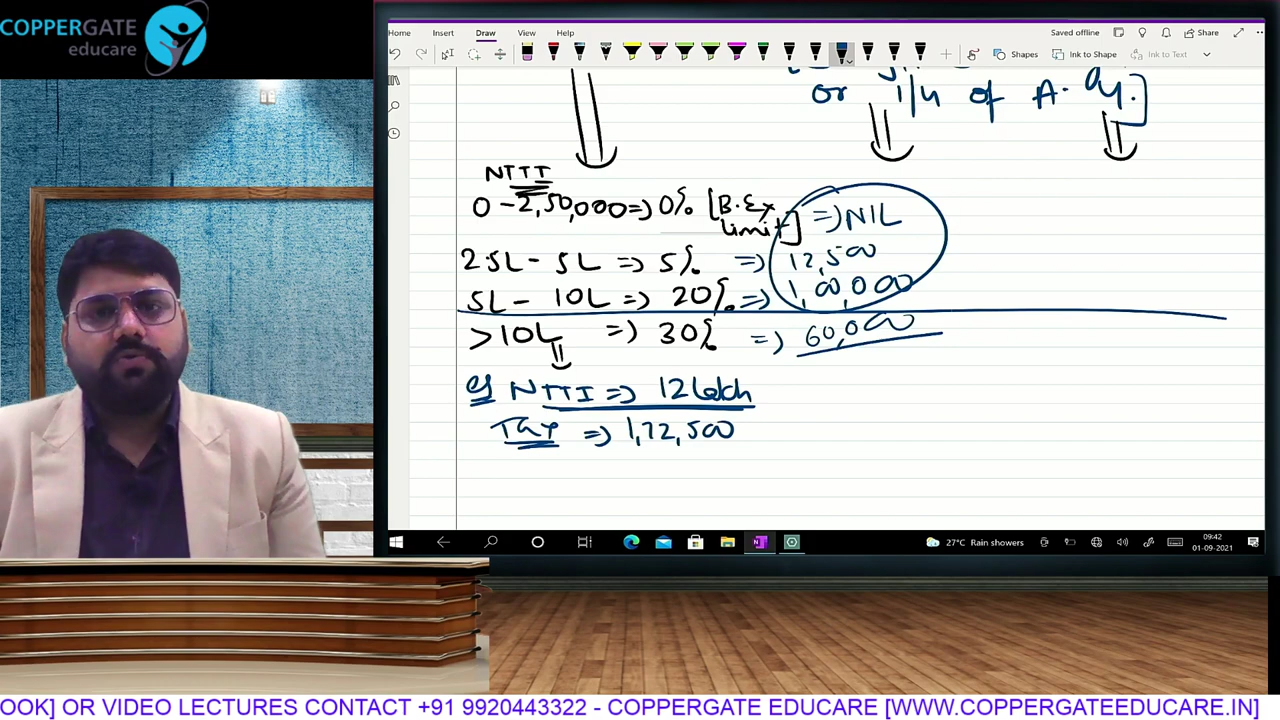 COPPERGATE
educare
Home Insert Draw View Help
Saved offline
Share
Shapes
Ink to Shape
Ink to Text
or 1/4 of A.
NTTI
0 - 2,50,000 => 0% [B.Ex limit] => NIL
2.5L - 5L => 5% => 12,500
5L - 10L => 20% => 1,00,000
>10L => 30% => 60,000
eg NTTI => 12 lakh
Tax => 1,72,500
27°C Rain showers
09:42
01-09-2021
OOK] OR VIDEO LECTURES CONTACT +91 9920443322 - COPPERGATE EDUCARE [WWW.COPPERGATEEDUCARE.IN]